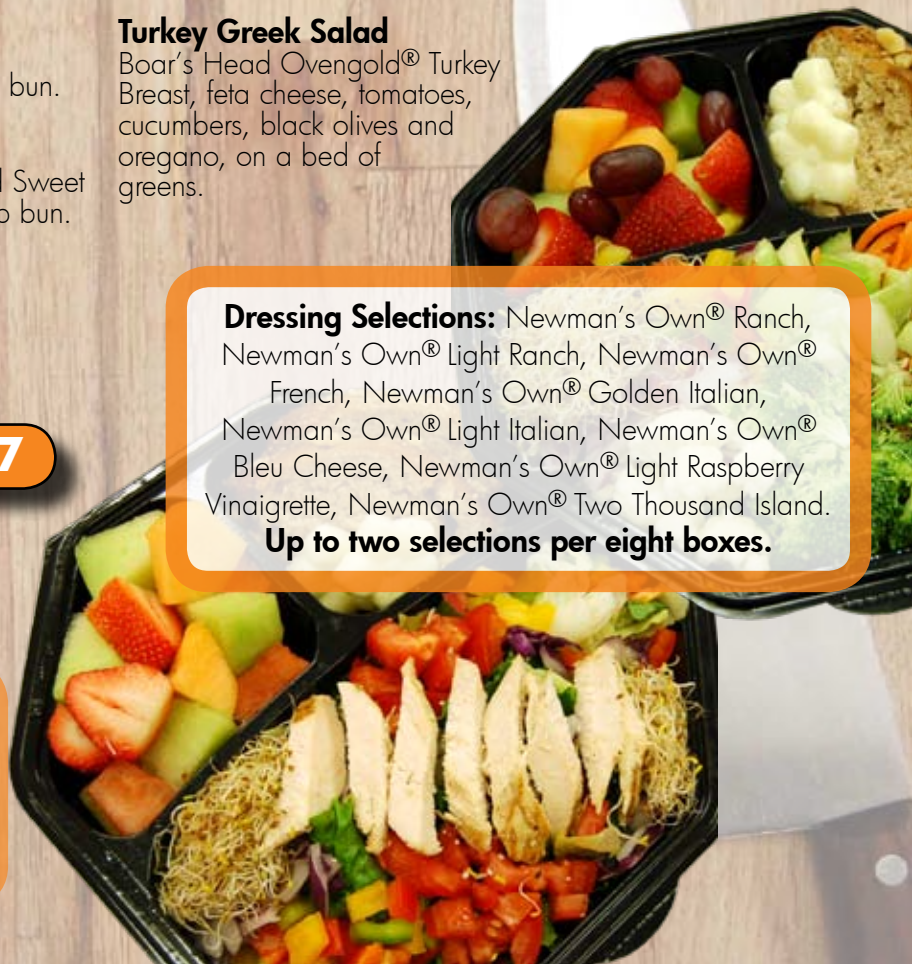 bun.
Sweet
bun.
7
Turkey Greek Salad
Boar's Head Ovengold® Turkey
Breast, feta cheese, tomatoes,
cucumbers, black olives and
oregano, on a bed of
greens.
Dressing Selections: Newman's Own® Ranch,
Newman's Own® Light Ranch, Newman's Own®
French, Newman's Own® Golden Italian,
Newman's Own® Light Italian, Newman's Own®
Bleu Cheese, Newman's Own® Light Raspberry
Vinaigrette, Newman's Own® Two Thousand Island.
Up to two selections per eight boxes.